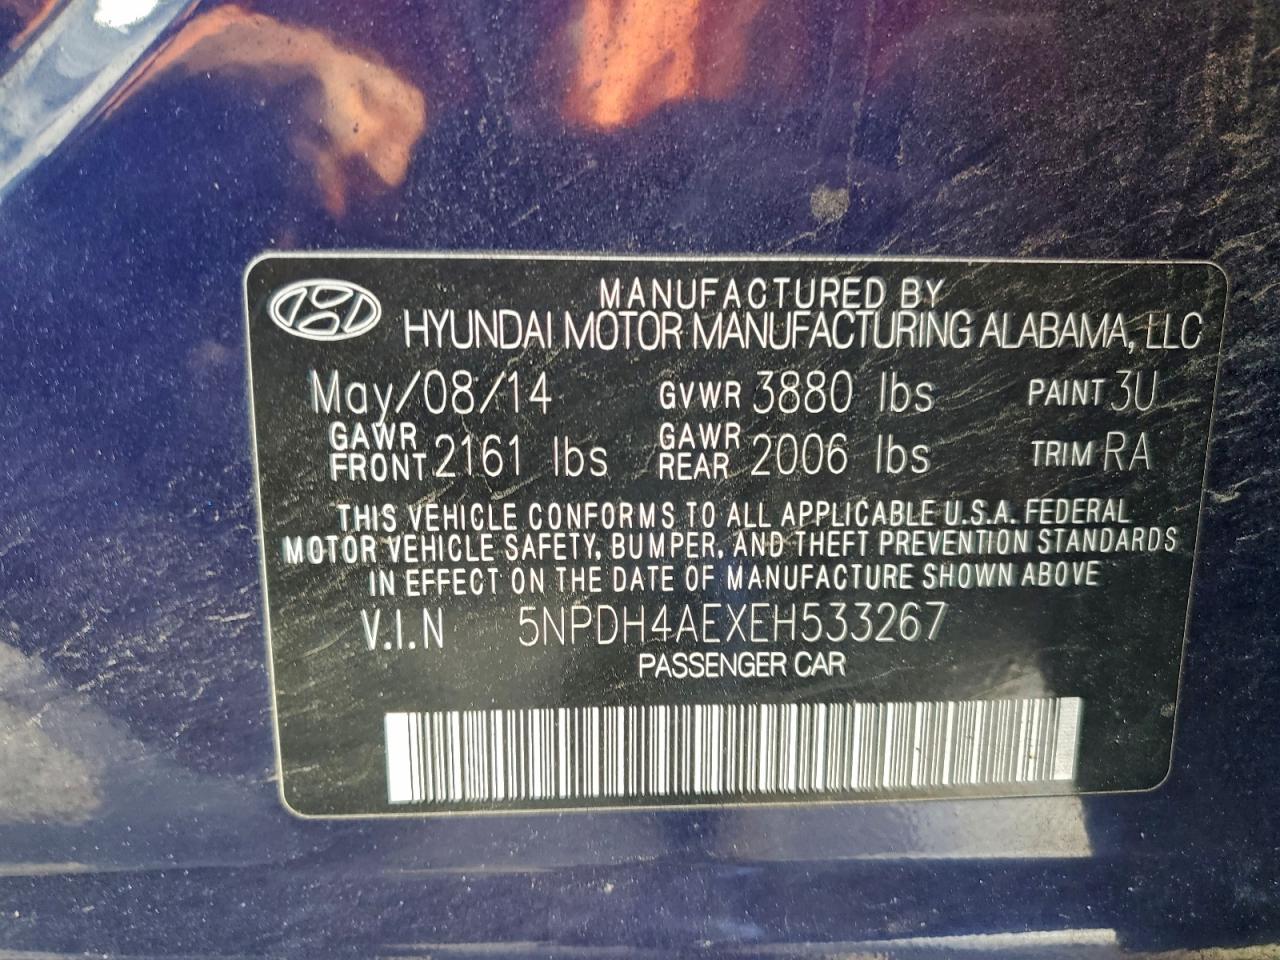 MANUFACTURED BY
HYUNDAI MOTOR MANUFACTURING ALABAMA, LLC
May/08/14 GVWR 3880 lbs PAINT 3U
GAWR FRONT 2161 lbs GAWR REAR 2006 lbs TRIM RA
THIS VEHICLE CONFORMS TO ALL APPLICABLE U.S.A. FEDERAL
MOTOR VEHICLE SAFETY, BUMPER, AND THEFT PREVENTION STANDARDS
IN EFFECT ON THE DATE OF MANUFACTURE SHOWN ABOVE
V.I.N 5NPDH4AEXEH533267
PASSENGER CAR